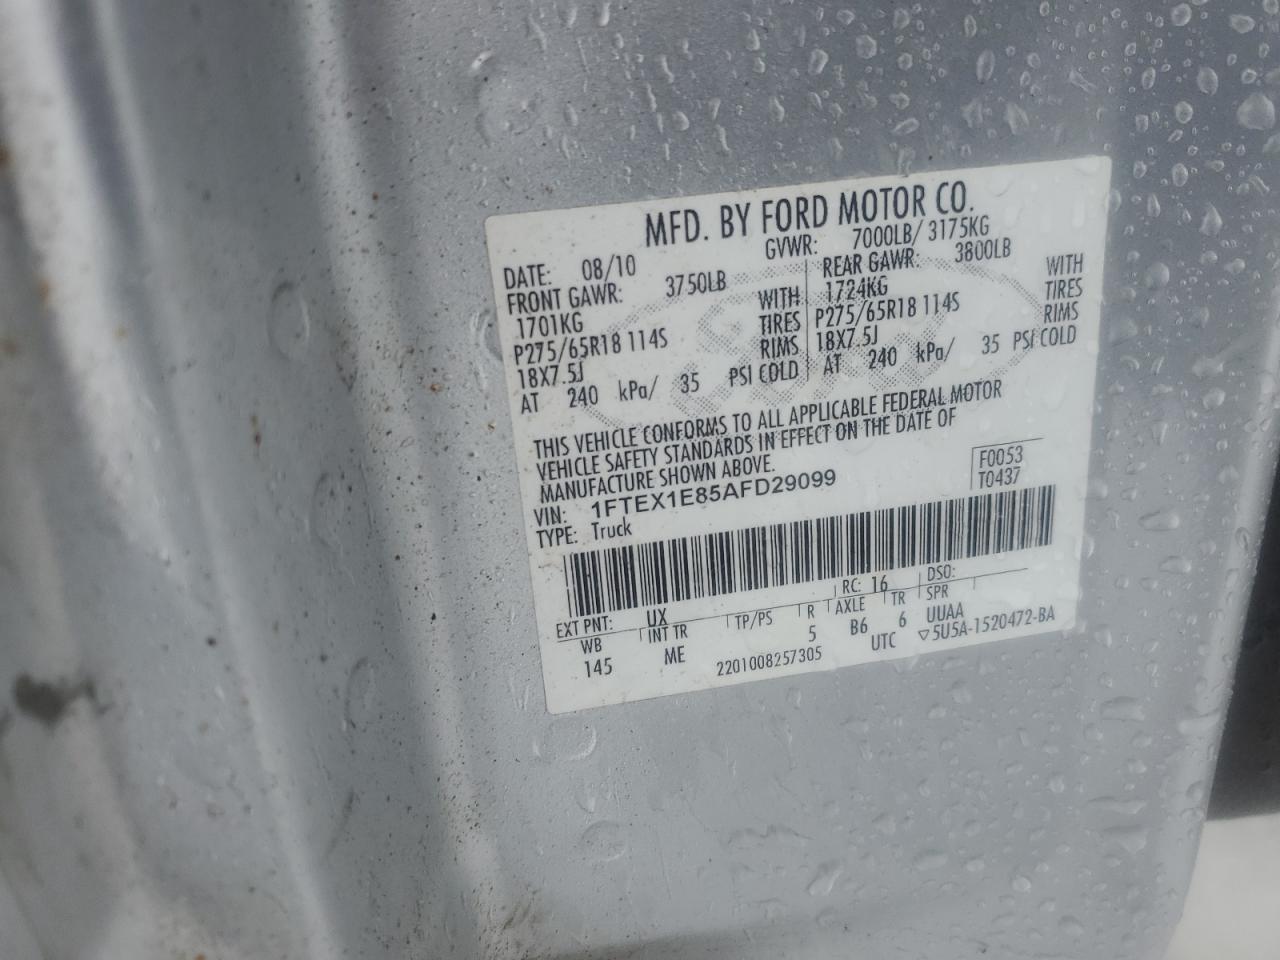 MFD. BY FORD MOTOR CO.
DATE: 08/10 GVWR: 7000LB/ 3175KG
FRONT GAWR: 3750LB REAR GAWR: 3800LB
1701KG WITH 1724KG WITH
P275/65R18 114S TIRES P275/65R18 114S TIRES
18X7.5J RIMS 18X7.5J RIMS
AT 240 kPa/ 35 PSI COLD AT 240 kPa/ 35 PSI COLD
THIS VEHICLE CONFORMS TO ALL APPLICABLE FEDERAL MOTOR
VEHICLE SAFETY STANDARDS IN EFFECT ON THE DATE OF
MANUFACTURE SHOWN ABOVE.
VIN: 1FTEX1E85AFD29099 F0053
TYPE: Truck T0437
EXT PNT: UX RC: 16 DSO:
WB INT TR TP/PS R AXLE TR SPR
145 ME 5 B6 6 UUAA
2201008257305 UTC ▽5U5A-1520472-BA